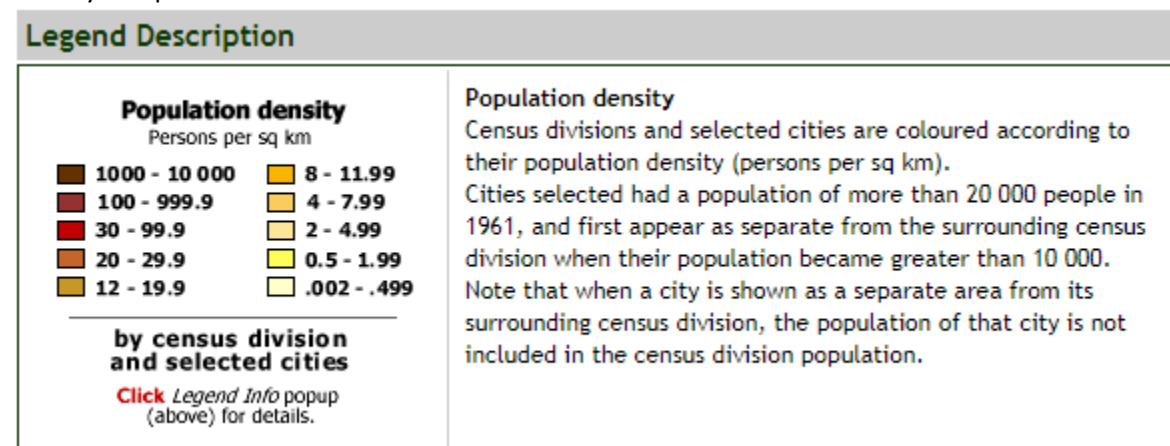 Legend Description
Population density
Persons per sq km
1000 - 10 000
100 - 999.9
30 - 99.9
20 - 29.9
12 - 19.9
8 - 11.99
4 - 7.99
2 - 4.99
0.5 - 1.99
.002 - .499
by census division
and selected cities
Click Legend Info popup
(above) for details.
Population density
Census divisions and selected cities are coloured according to
their population density (persons per sq km).
Cities selected had a population of more than 20 000 people in
1961, and first appear as separate from the surrounding census
division when their population became greater than 10 000.
Note that when a city is shown as a separate area from its
surrounding census division, the population of that city is not
included in the census division population.